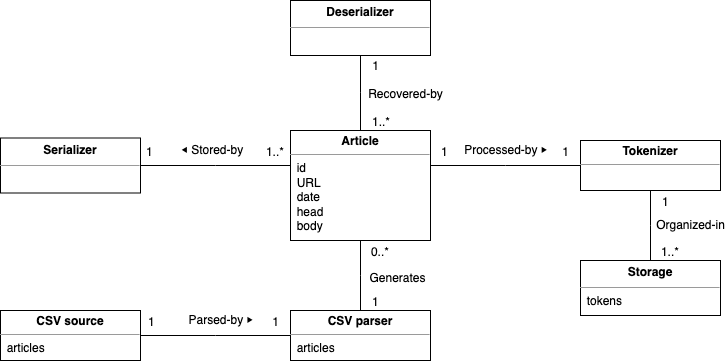 Deserializer
1
Recovered-by
1..*
Serializer
1
◄ Stored-by
1..*
Article
id
URL
date
head
body
1
Processed-by ►
1
Tokenizer
1
Organized-in
1..*
Storage
tokens
0..*
Generates
1
CSV source
articles
1
Parsed-by ►
1
CSV parser
articles